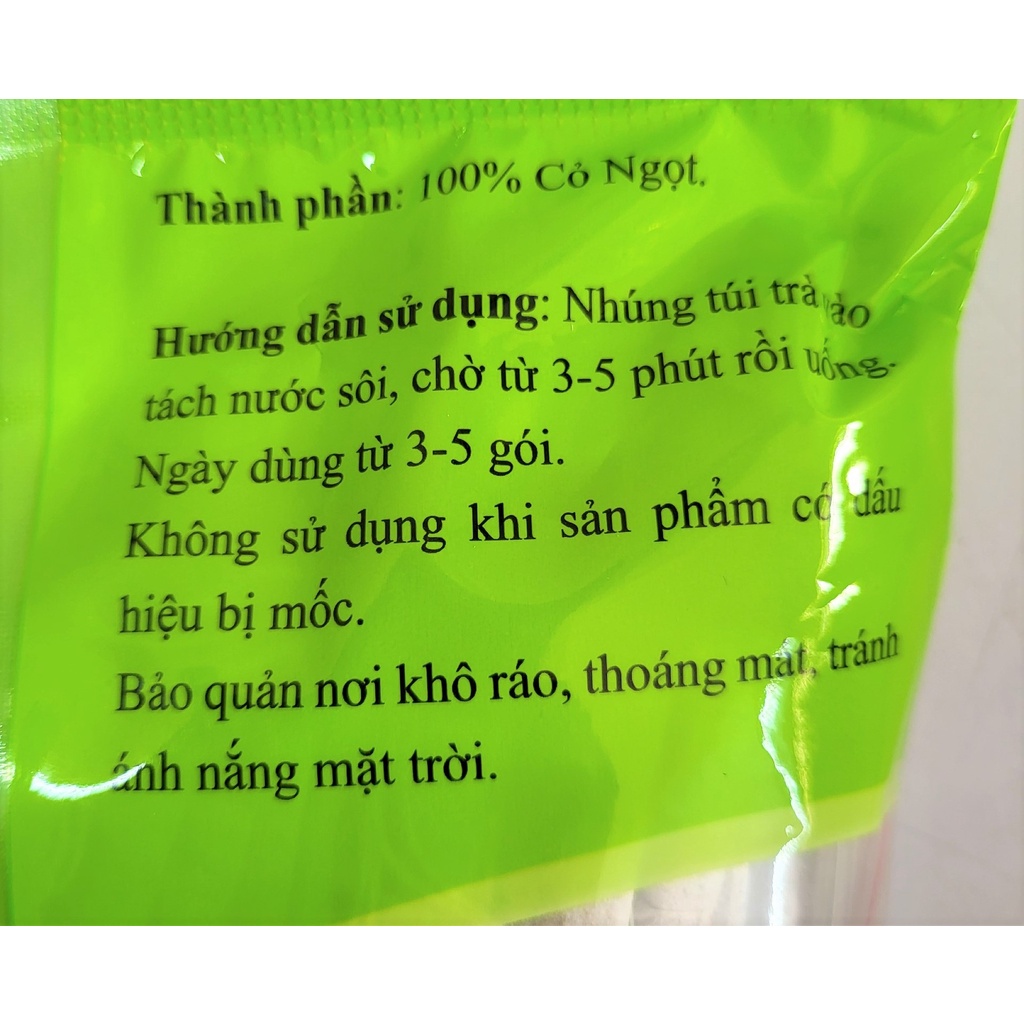 Thành phần: 100% Cỏ Ngọt.
Hướng dẫn sử dụng: Nhúng túi trà vào
tách nước sôi, chờ từ 3-5 phút rồi uống.
Ngày dùng từ 3-5 gói.
Không sử dụng khi sản phẩm có dấu
hiệu bị mốc.
Bảo quản nơi khô ráo, thoáng mát, tránh
ánh nắng mặt trời.